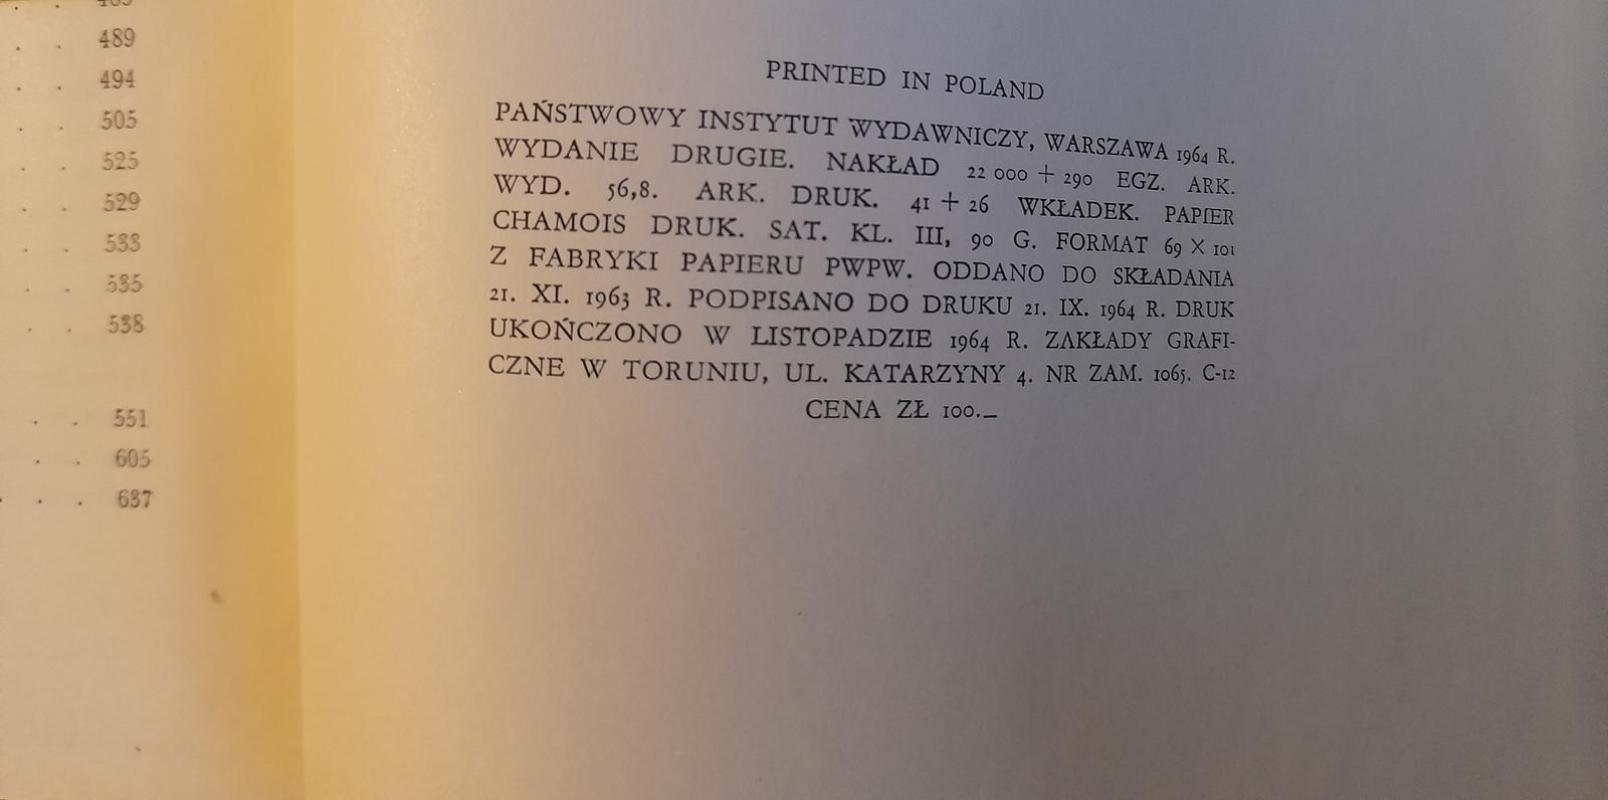 . . 489
. . 494
. . 505
. . 525
. . 529
. . 533
. . 535
. . 538
. . 551
. . 605
. . . 637
PRINTED IN POLAND
PAŃSTWOWY INSTYTUT WYDAWNICZY, WARSZAWA 1964 R.
WYDANIE DRUGIE. NAKŁAD 22 000 + 290 EGZ. ARK.
WYD. 56,8. ARK. DRUK. 41 + 26 WKŁADEK. PAPIER
CHAMOIS DRUK. SAT. KL. III, 90 G. FORMAT 69 X 101
Z FABRYKI PAPIERU PWPW. ODDANO DO SKŁADANIA
21. XI. 1963 R. PODPISANO DO DRUKU 21. IX. 1964 R. DRUK
UKOŃCZONO W LISTOPADZIE 1964 R. ZAKŁADY GRAFI-
CZNE W TORUNIU, UL. KATARZYNY 4. NR ZAM. 1065. C-12
CENA ZŁ 100.—